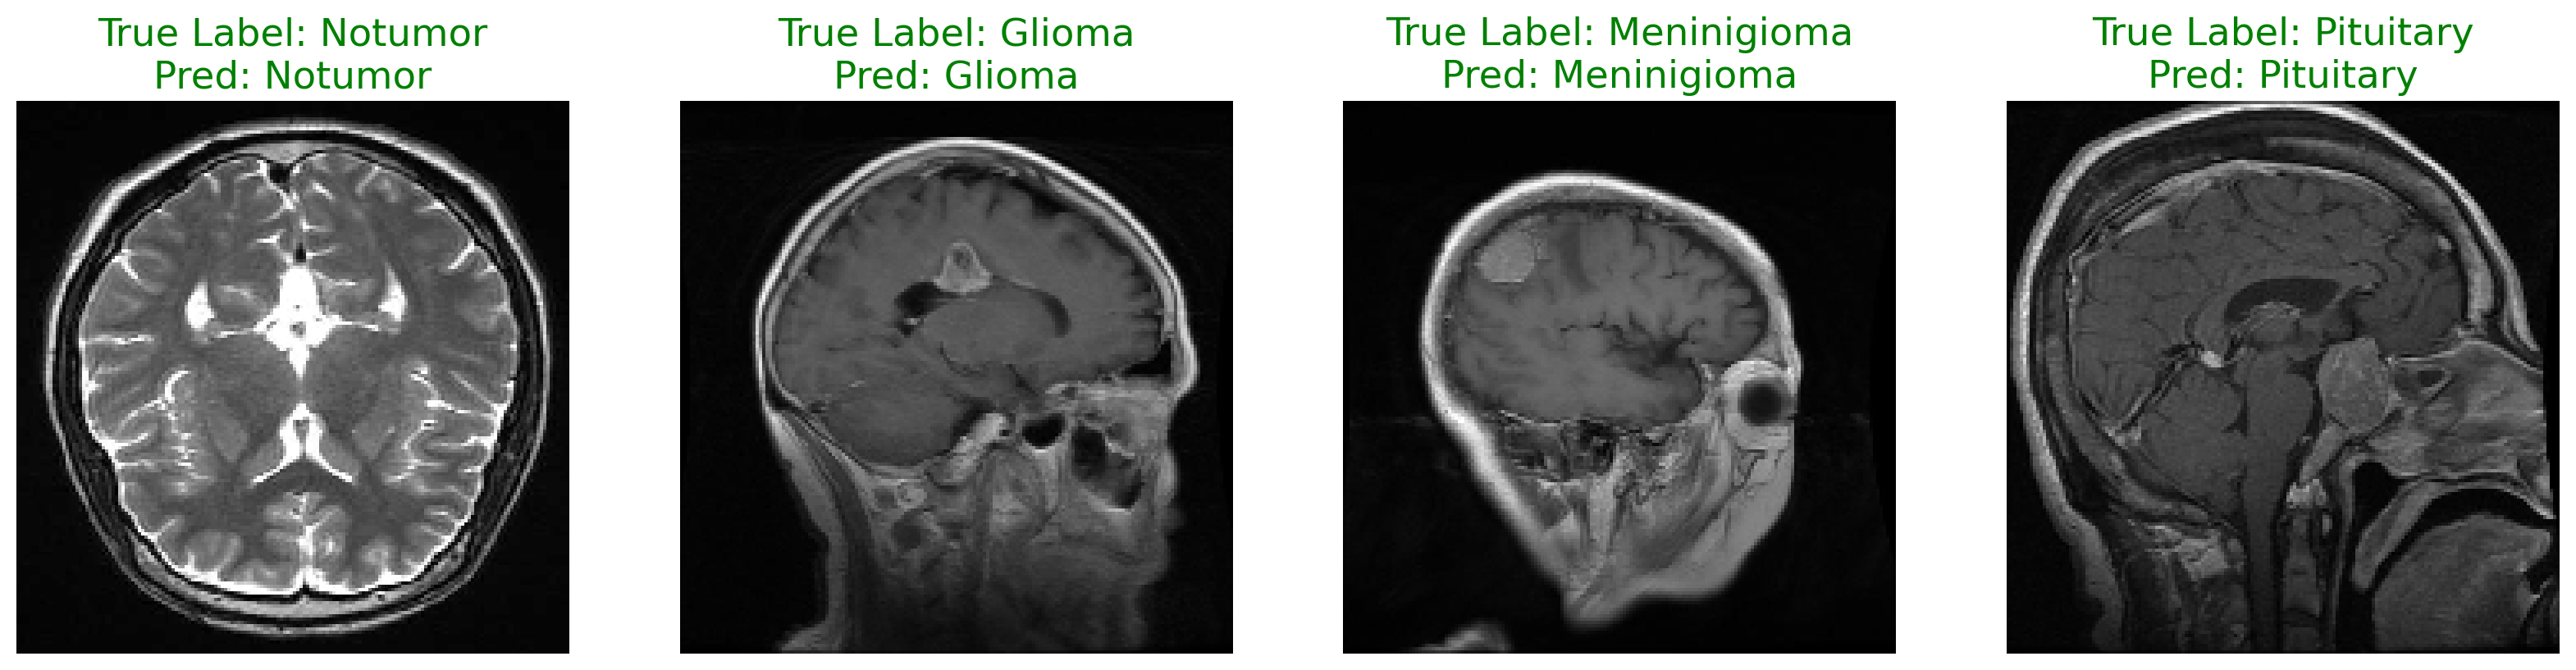 True Label: Notumor
Pred: Notumor
True Label: Glioma
Pred: Glioma
True Label: Meninigioma
Pred: Meninigioma
True Label: Pituitary
Pred: Pituitary